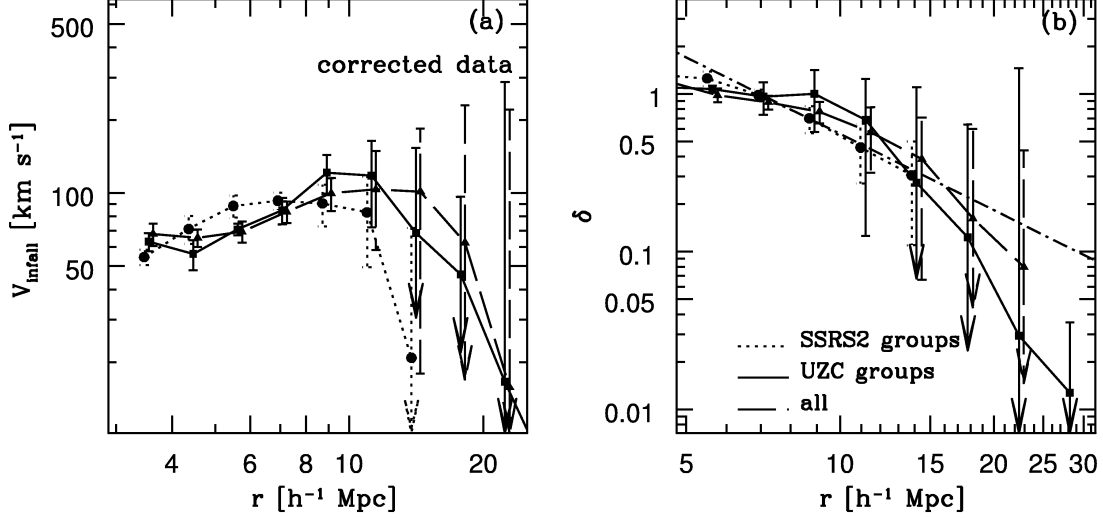 (a)
corrected data
500
100
50
V_infall [km s⁻¹]
4 6 8 10 20
r [h⁻¹ Mpc]
(b)
1
0.5
0.1
0.05
0.01
δ
SSRS2 groups
UZC groups
all
5 10 15 20 25 30
r [h⁻¹ Mpc]